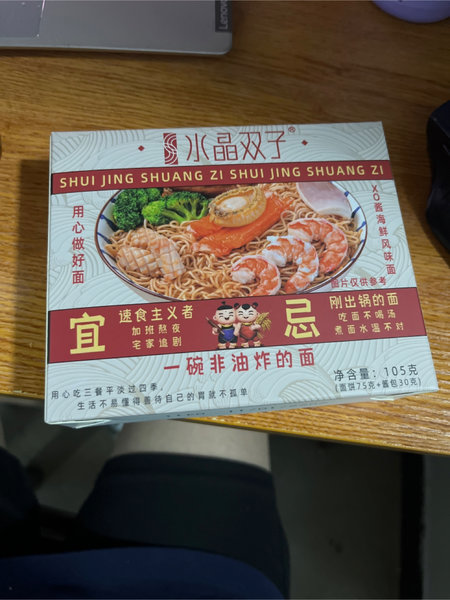 Lenovo
水晶双子®
SHUI JING SHUANG ZI SHUI JING SHUANG ZI
用心做好面
XO酱海鲜风味面
图片仅供参考
宜
速食主义者
加班熬夜
宅家追剧
忌
刚出锅的面
吃面不喝汤
煮面水温不对
一碗非油炸的面
净含量：105克
(面饼75克+酱包30克)
用心吃三餐平淡过四季，
生活不易懂得善待自己的胃就不孤单